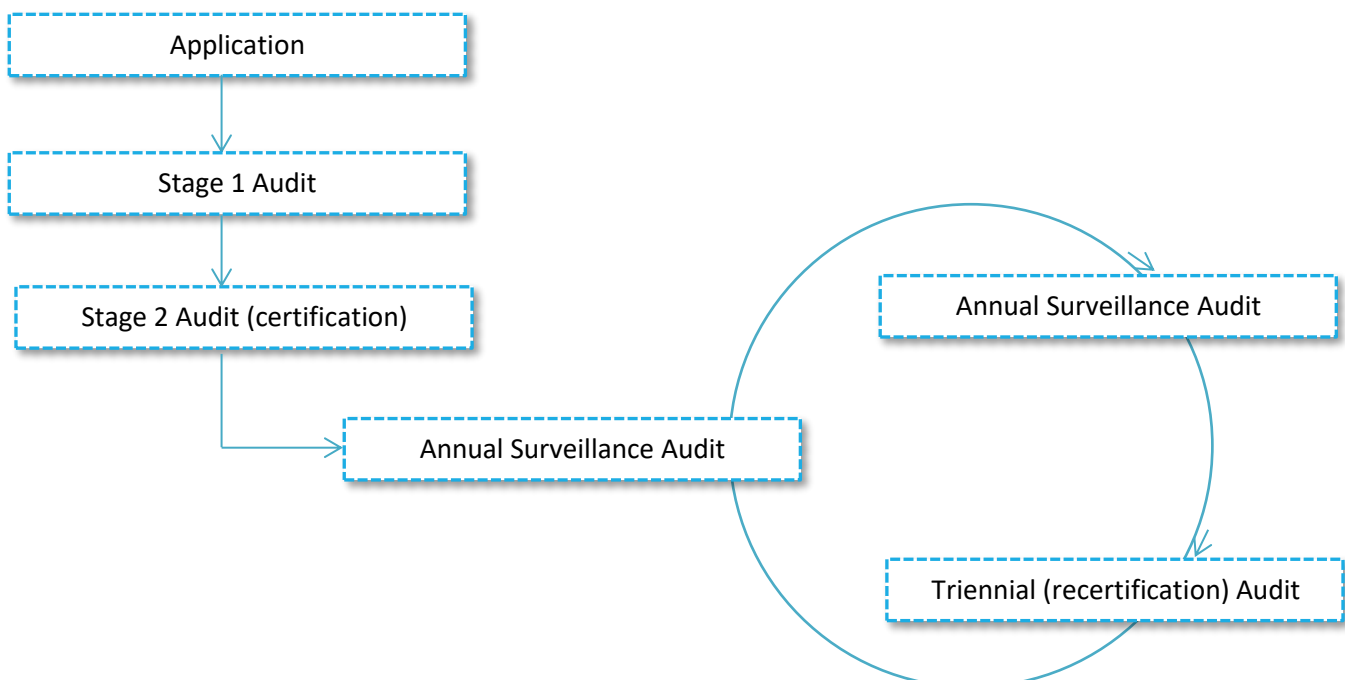 Application
Stage 1 Audit
Stage 2 Audit (certification)
Annual Surveillance Audit
Annual Surveillance Audit
Triennial (recertification) Audit